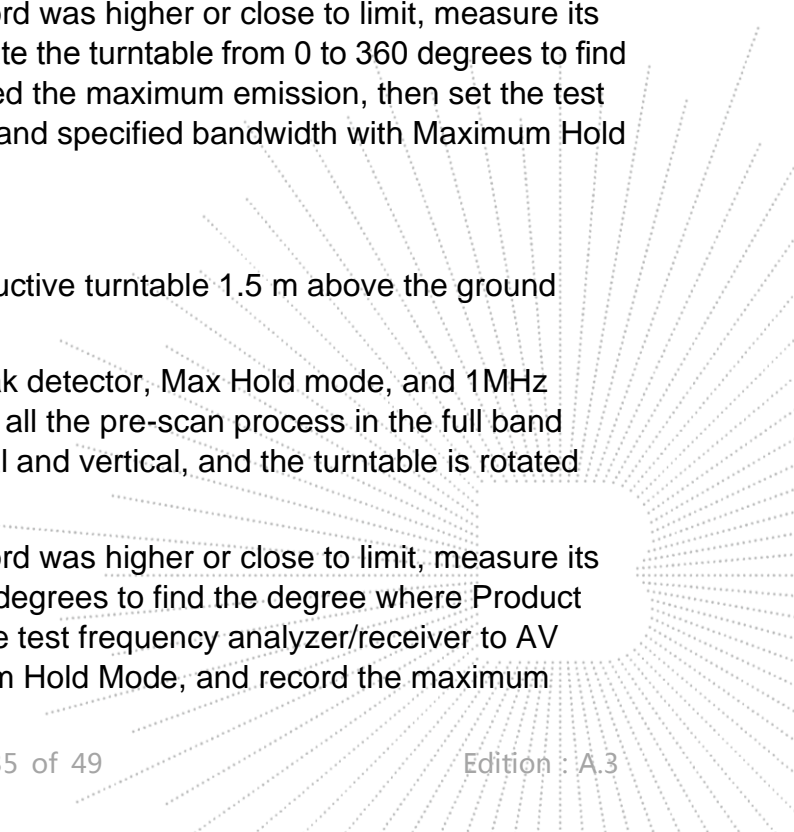 ord was higher or close to limit, measure its
te the turntable from 0 to 360 degrees to find
ed the maximum emission, then set the test
and specified bandwidth with Maximum Hold
uctive turntable 1.5 m above the ground
ak detector, Max Hold mode, and 1MHz
all the pre-scan process in the full band
l and vertical, and the turntable is rotated
ord was higher or close to limit, measure its
degrees to find the degree where Product
e test frequency analyzer/receiver to AV
m Hold Mode, and record the maximum
5 of 49 Edition : A.3